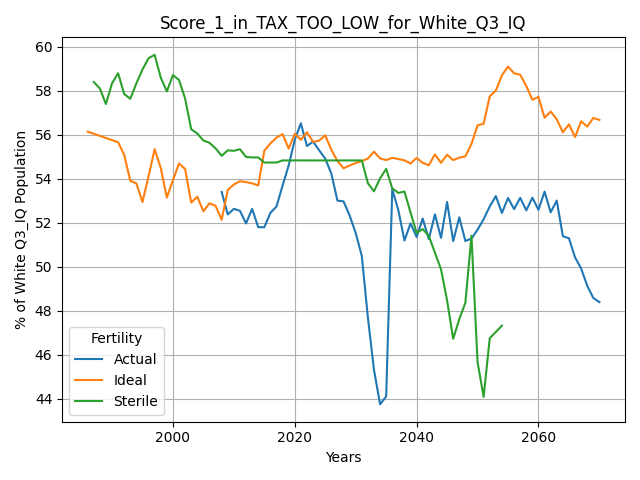 Score_1_in_TAX_TOO_LOW_for_White_Q3_IQ
% of White Q3_IQ Population
60
58
56
54
52
50
48
46
44
Fertility
Actual
Ideal
Sterile
2000
2020
2040
2060
Years